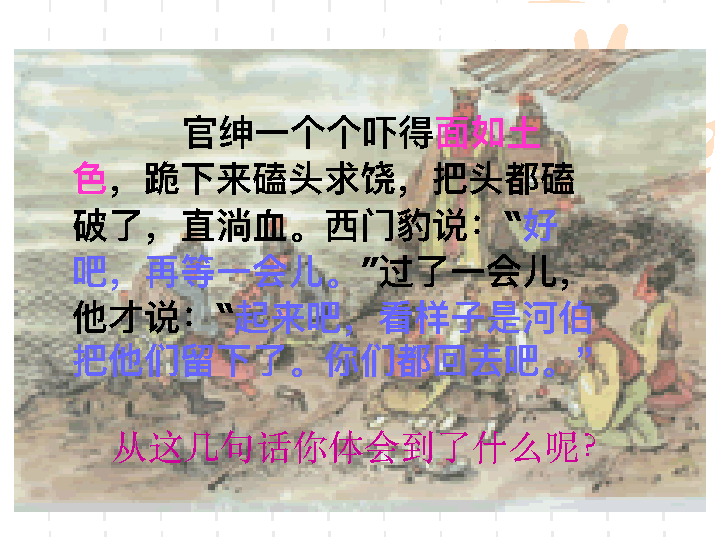 官绅一个个吓得面如土
色，跪下来磕头求饶，把头都磕
破了，直淌血。西门豹说：“好
吧，再等一会儿。”过了一会儿，
他才说：“起来吧，看样子是河伯
把他们留下了。你们都回去吧。”
从这几句话你体会到了什么呢？